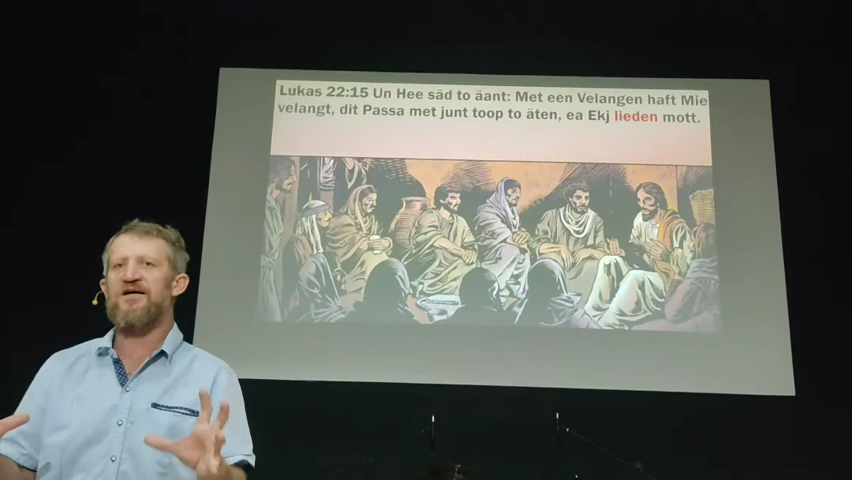 Lukas 22:15 Un Hee säd to äant: Met een Velangen haft Mie
velangt, dit Passa met junt toop to äten, ea Ekj lieden mott.